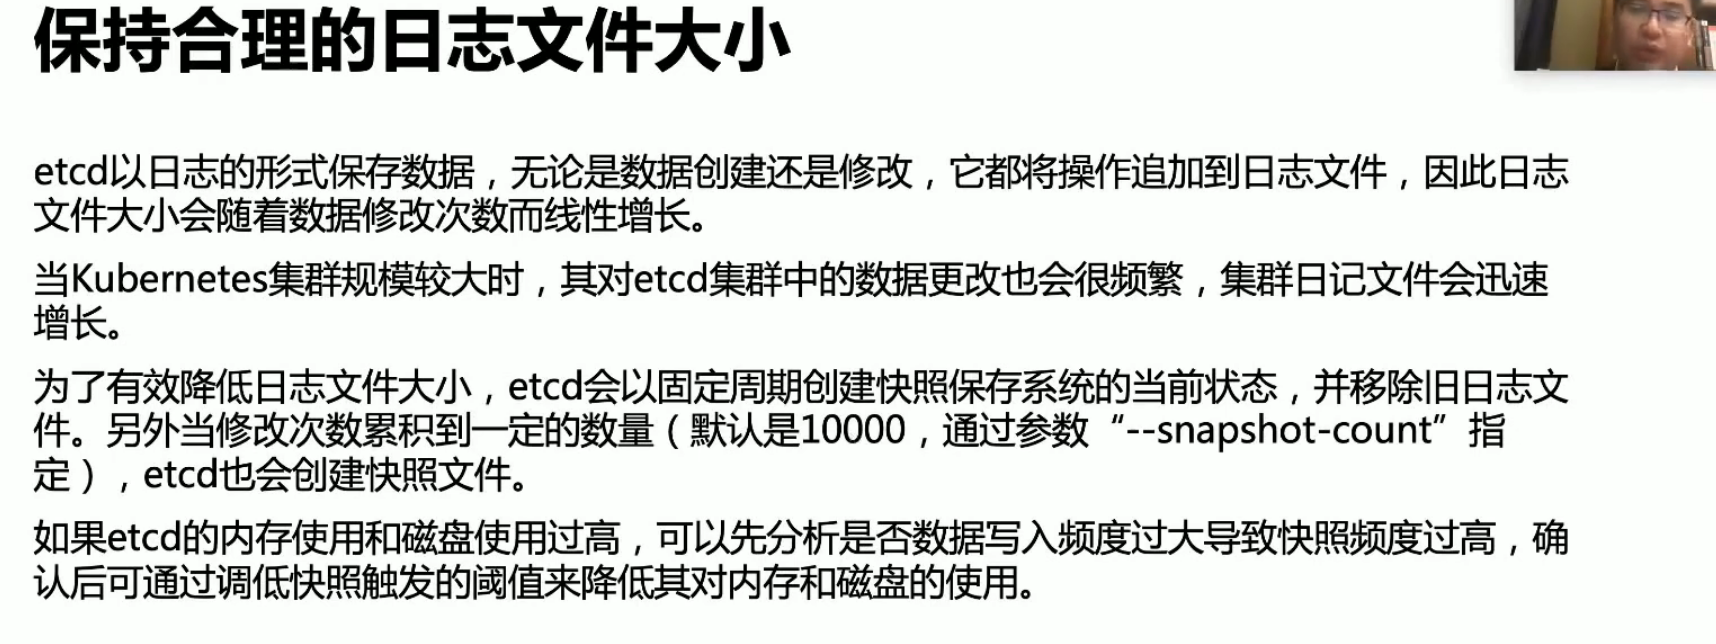 保持合理的日志文件大小
etcd以日志的形式保存数据，无论是数据创建还是修改，它都将操作追加到日志文件，因此日志
文件大小会随着数据修改次数而线性增长。
当Kubernetes集群规模较大时，其对etcd集群中的数据更改也会很频繁，集群日记文件会迅速
增长。
为了有效降低日志文件大小，etcd会以固定周期创建快照保存系统的当前状态，并移除旧日志文
件。另外当修改次数累积到一定的数量（默认是10000，通过参数“--snapshot-count”指
定），etcd也会创建快照文件。
如果etcd的内存使用和磁盘使用过高，可以先分析是否数据写入频度过大导致快照频度过高，确
认后可通过调低快照触发的阈值来降低其对内存和磁盘的使用。